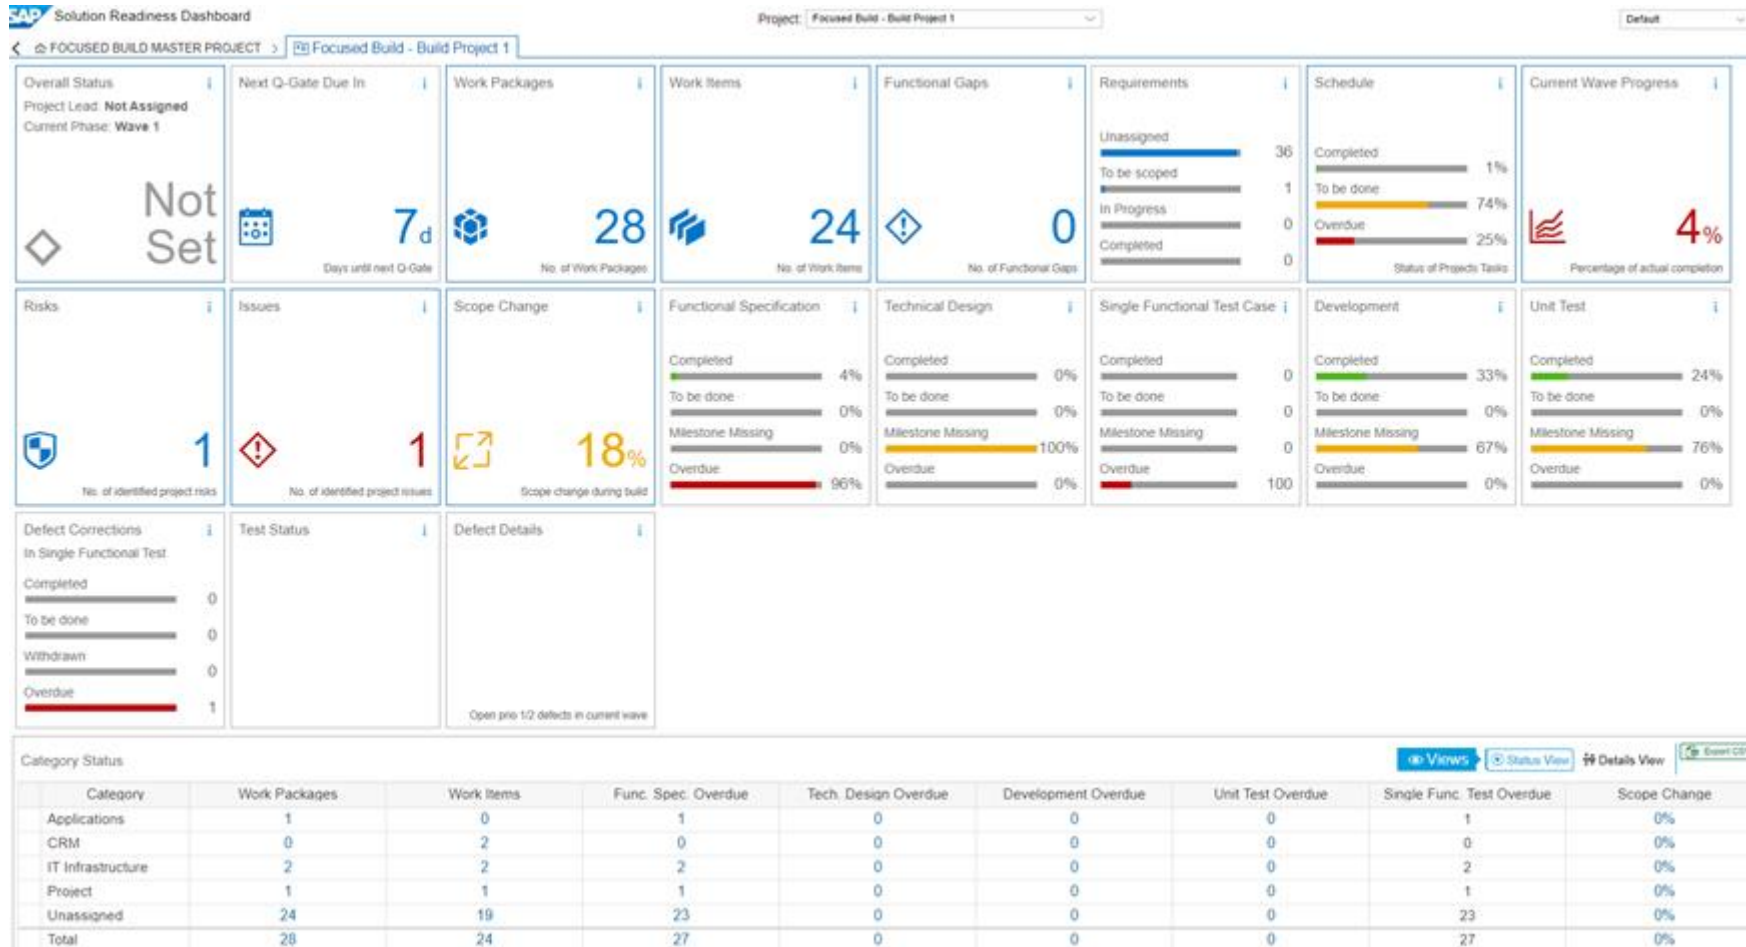 SAP Solution Readiness Dashboard
Project: Focused Build - Build Project 1
Default
FOCUSED BUILD MASTER PROJECT
Focused Build - Build Project 1
Overall Status
Project Lead: Not Assigned
Current Phase: Wave 1
Not
Set
Next Q-Gate Due In
7d
Days until next Q-Gate
Work Packages
28
No. of Work Packages
Work Items
24
No. of Work Items
Functional Gaps
0
No. of Functional Gaps
Requirements
Unassigned
36
To be scoped
1
In Progress
0
Completed
0
Schedule
Completed
1%
To be done
74%
Overdue
25%
Status of Projects Tasks
Current Wave Progress
4%
Percentage of actual completion
Risks
1
No. of identified project risks
Issues
1
No. of identified project issues
Scope Change
18%
Scope change during build
Functional Specification
Completed
4%
To be done
0%
Milestone Missing
0%
Overdue
96%
Technical Design
Completed
0%
To be done
0%
Milestone Missing
100%
Overdue
0%
Single Functional Test Case
Completed
0
To be done
0
Milestone Missing
0
Overdue
100
Development
Completed
33%
To be done
0%
Milestone Missing
67%
Overdue
0%
Unit Test
Completed
24%
To be done
0%
Milestone Missing
76%
Overdue
0%
Defect Corrections
In Single Functional Test
Completed
0
To be done
0
Withdrawn
0
Overdue
1
Test Status
Defect Details
Open prio 1/2 defects in current wave
Category Status
Views Status View Details View Export
Category Work Packages Work Items Func. Spec. Overdue Tech. Design Overdue Development Overdue Unit Test Overdue Single Func. Test Overdue Scope Change
Applications 1 0 1 0 0 0 1 0%
CRM 0 2 0 0 0 0 0 0%
IT Infrastructure 2 2 2 0 0 0 2 0%
Project 1 1 1 0 0 0 1 0%
Unassigned 24 19 23 0 0 0 23 0%
Total 28 24 27 0 0 0 27 0%